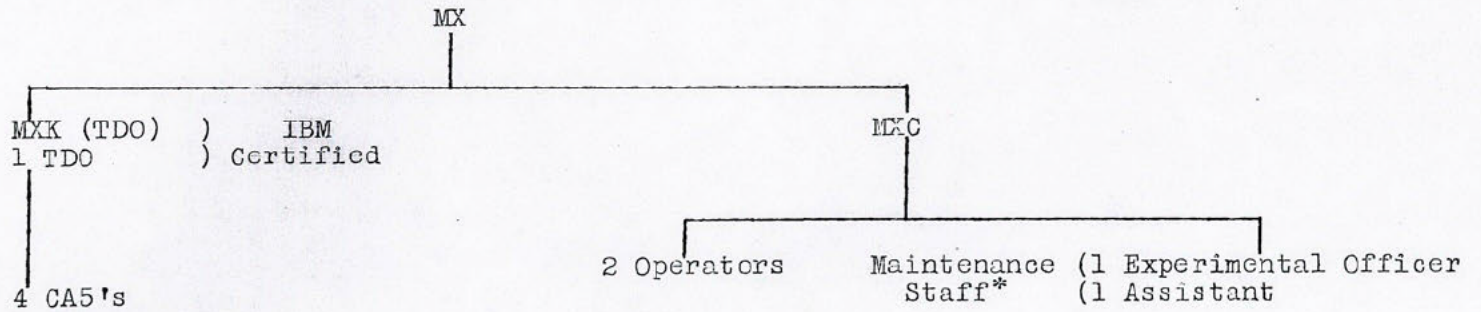 MX
MXK (TDO) ) IBM
1 TDO ) Certified
MXC
2 Operators
Maintenance (1 Experimental Officer
Staff* (1 Assistant
4 CA5's